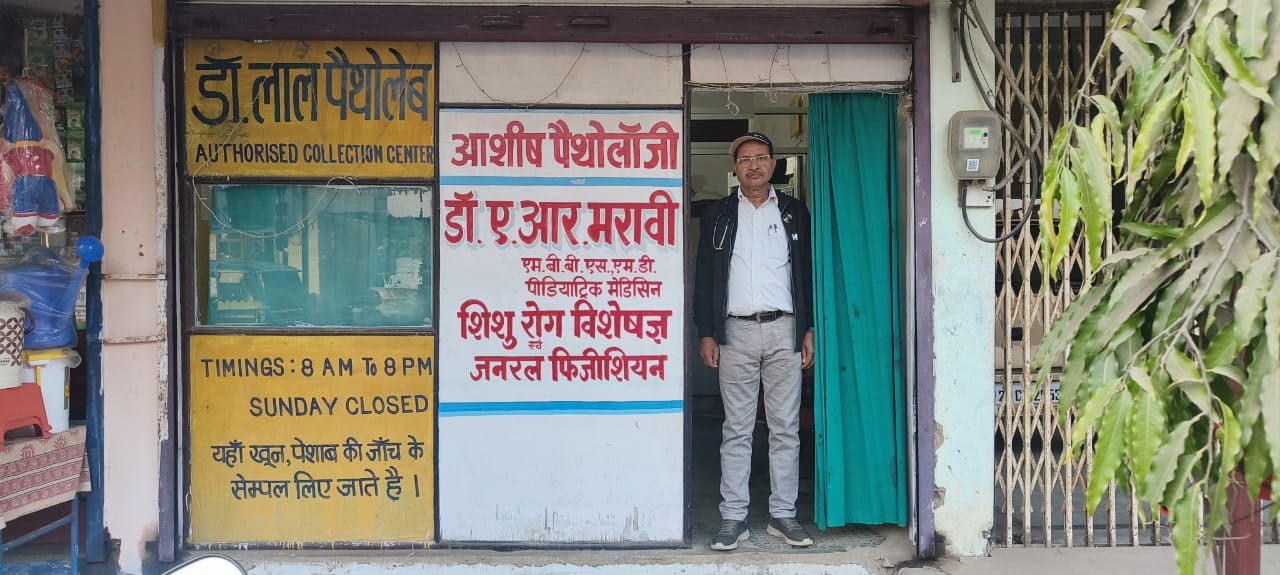 डॉ. लाल पैथोलेब
AUTHORISED COLLECTION CENTER
TIMINGS : 8 AM To 8 PM
SUNDAY CLOSED
यहाँ खून, पेशाब की जाँच के
सेम्पल लिए जाते है ।
आशीष पैथोलॉजी
डॉ. ए. आर. मरावी
एम. बी. बी. एस., एम. डी.
पीडियाट्रिक मेडिसिन
शिशु रोग विशेषज्ञ
एवं
जनरल फिजीशियन